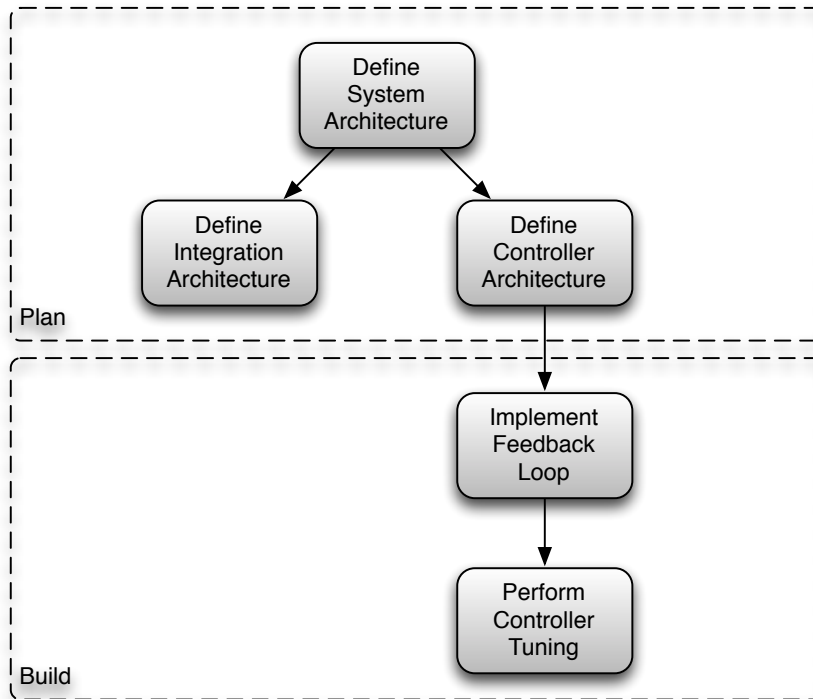 Define
System
Architecture
Define
Integration
Architecture
Define
Controller
Architecture
Plan
Implement
Feedback
Loop
Perform
Controller
Tuning
Build